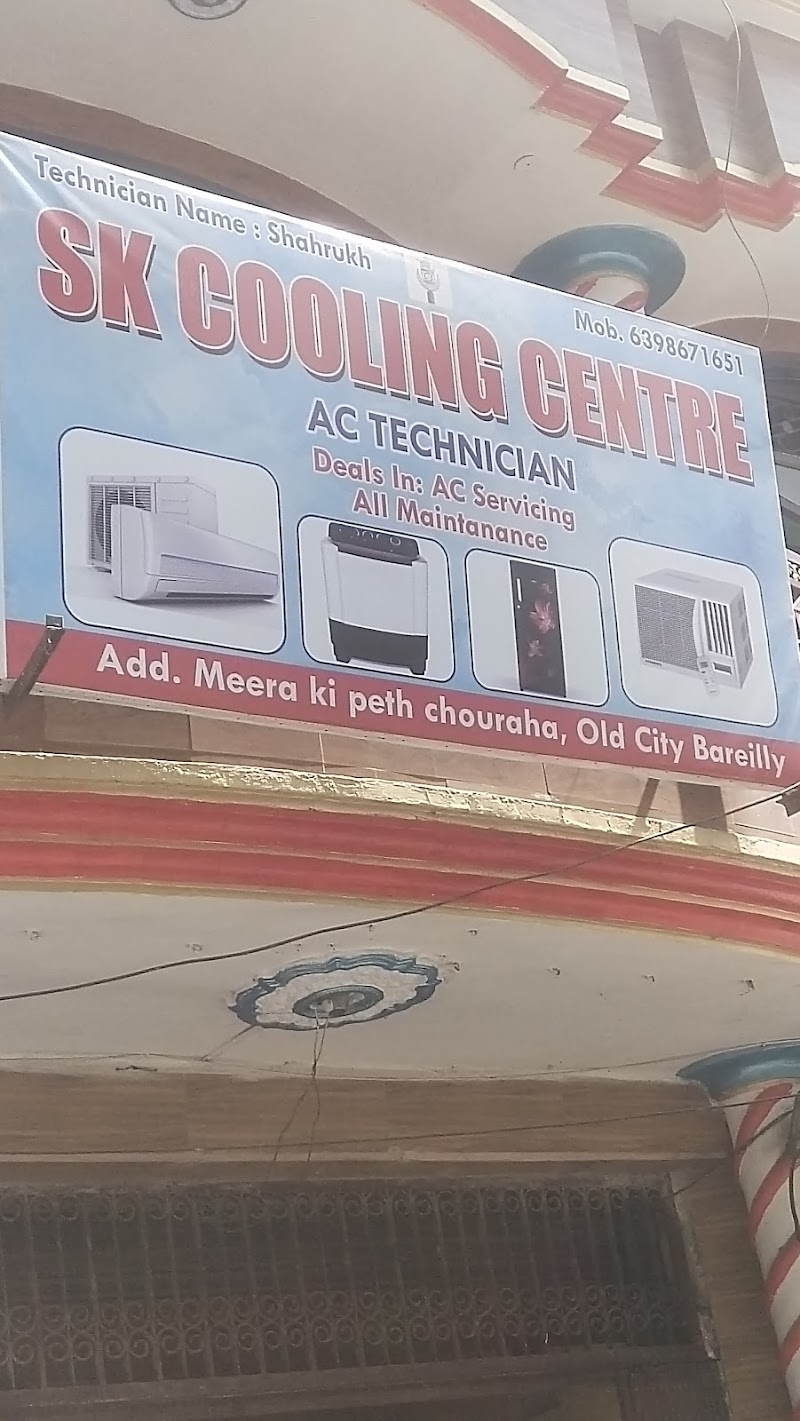 Technician Name : Shahrukh
Mob. 6398671651
SK COOLING CENTRE
AC TECHNICIAN
Deals In: AC Servicing
All Maintanance
Add. Meera ki peth chouraha, Old City Bareilly